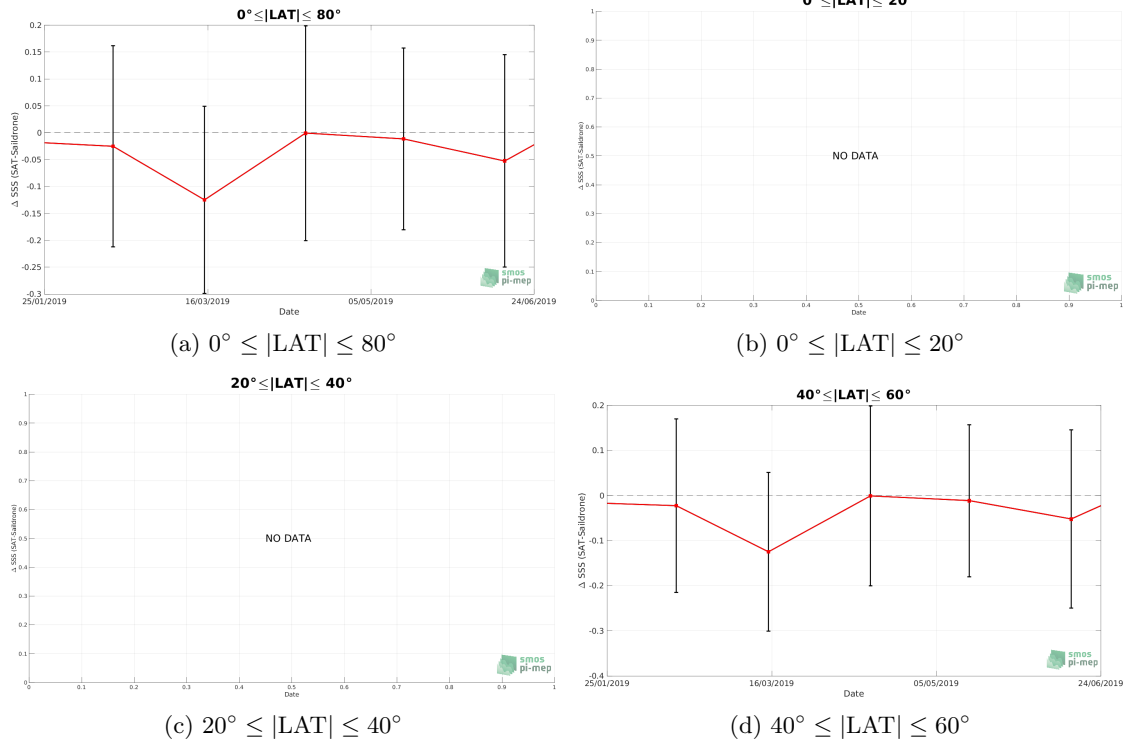 0°≤|LAT|≤ 80°
0.2
0.15
0.1
0.05
0
-0.05
-0.1
-0.15
-0.2
-0.25
-0.3
Δ SSS (SAT-Saildrone)
25/01/2019 16/03/2019 05/05/2019 24/06/2019
Date
smos
pi-mep
(a) 0° ≤ |LAT| ≤ 80°
0°≤|LAT|≤ 20°
1
0.9
0.8
0.7
0.6
0.5
0.4
0.3
0.2
0.1
0
Δ SSS (SAT-Saildrone)
NO DATA
0 0.1 0.2 0.3 0.4 0.5 0.6 0.7 0.8 0.9 1
Date
smos
pi-mep
(b) 0° ≤ |LAT| ≤ 20°
20°≤|LAT|≤ 40°
1
0.9
0.8
0.7
0.6
0.5
0.4
0.3
0.2
0.1
0
Δ SSS (SAT-Saildrone)
NO DATA
0 0.1 0.2 0.3 0.4 0.5 0.6 0.7 0.8 0.9 1
Date
smos
pi-mep
(c) 20° ≤ |LAT| ≤ 40°
40°≤|LAT|≤ 60°
0.2
0.1
0
-0.1
-0.2
-0.3
-0.4
Δ SSS (SAT-Saildrone)
25/01/2019 16/03/2019 05/05/2019 24/06/2019
Date
smos
pi-mep
(d) 40° ≤ |LAT| ≤ 60°